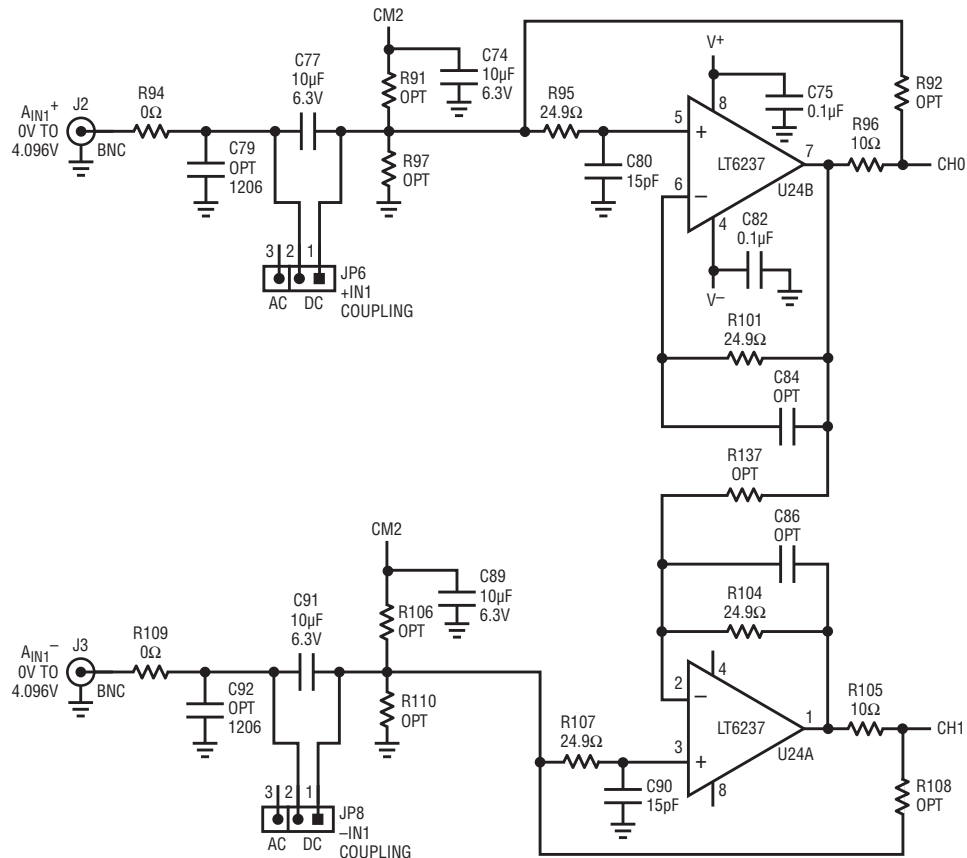 CM2
C77
10µF
6.3V
R91
OPT
C74
10µF
6.3V
AIN1+
0V TO
4.096V
J2
BNC
R94
0Ω
C79
OPT
1206
R97
OPT
R95
24.9Ω
C80
15pF
3 2 1
AC DC
JP6
+IN1
COUPLING
V+
8
C75
0.1µF
R92
OPT
R96
10Ω
5
+
6
–
LT6237
7
U24B
CH0
4
C82
0.1µF
V–
R101
24.9Ω
C84
OPT
R137
OPT
C86
OPT
R104
24.9Ω
CM2
C91
10µF
6.3V
R106
OPT
C89
10µF
6.3V
AIN1–
0V TO
4.096V
J3
BNC
R109
0Ω
C92
OPT
1206
R110
OPT
R107
24.9Ω
C90
15pF
3 2 1
AC DC
JP8
–IN1
COUPLING
2
–
3
+
4
LT6237
1
U24A
8
R105
10Ω
CH1
R108
OPT